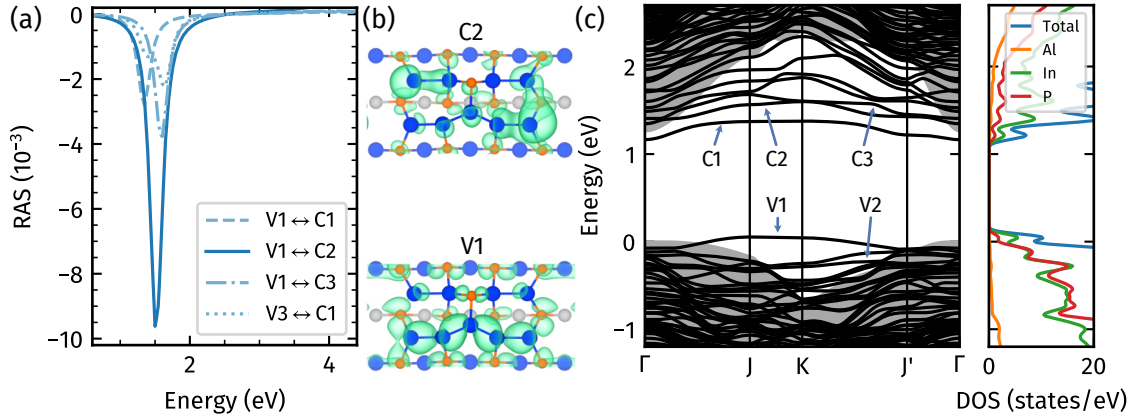 (a)
RAS (10⁻³)
0
−2
−4
−6
−8
−10
2
4
Energy (eV)
V1↔C1
V1↔C2
V1↔C3
V3↔C1
(b)
C2
V1
(c)
Energy (eV)
2
1
0
−1
C1
C2
C3
V1
V2
Γ
J
K
J'
Γ
Total
Al
In
P
0
20
DOS (states/eV)